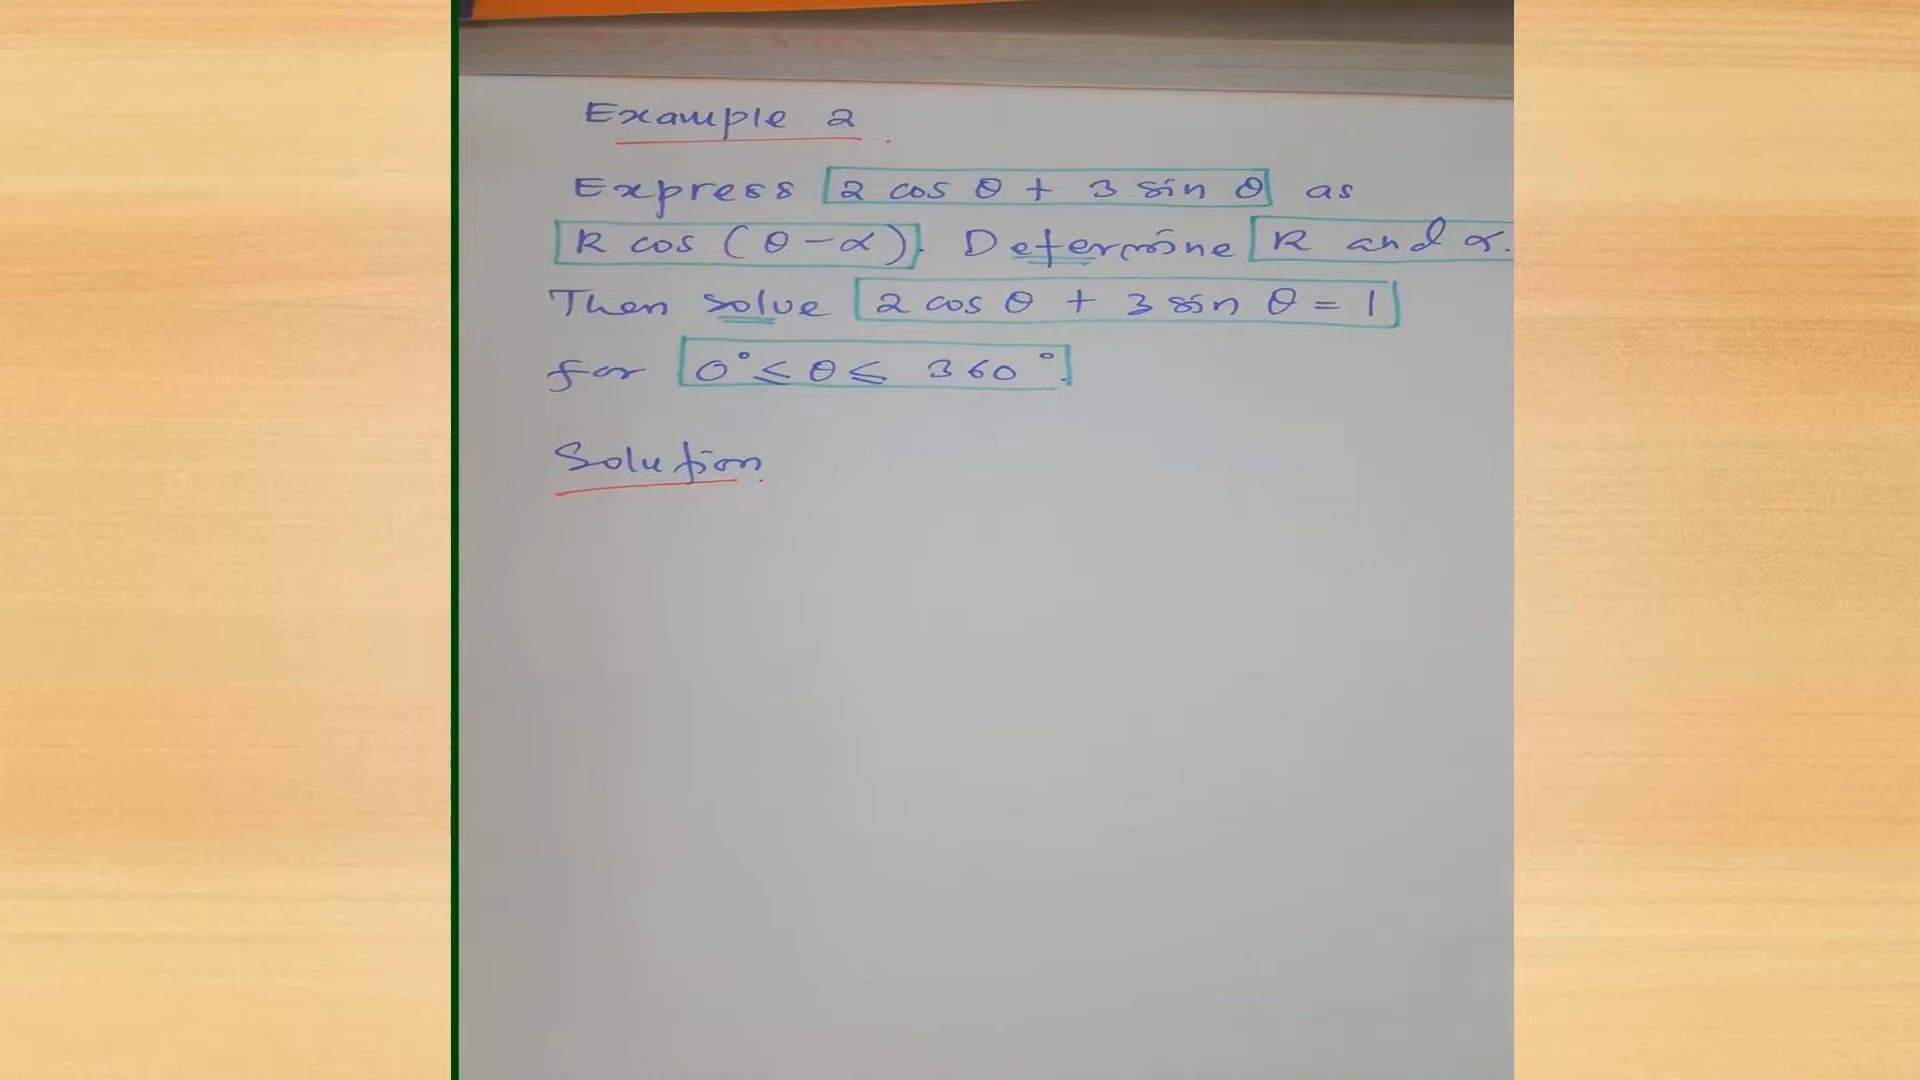 Example 2
Express 2 cos θ + 3 sin θ as
R cos (θ - α). Determine R and α.
Then solve 2 cos θ + 3 sin θ = 1
for 0° ≤ θ ≤ 360°.
Solution